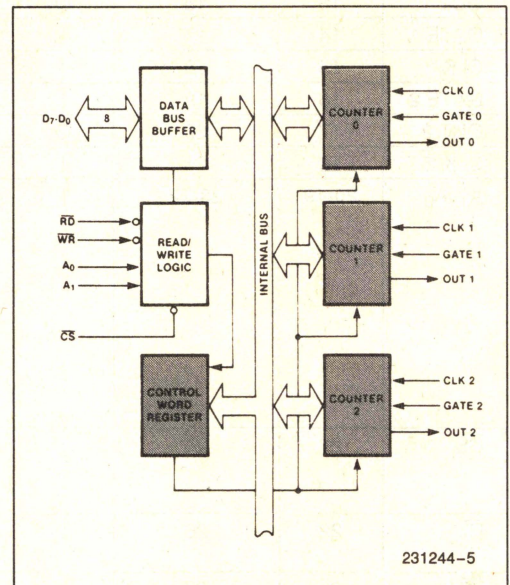 D7-D0
8
DATA
BUS
BUFFER
RD
WR
A0
A1
CS
READ/
WRITE
LOGIC
CONTROL
WORD
REGISTER
INTERNAL BUS
COUNTER
0
CLK 0
GATE 0
OUT 0
COUNTER
1
CLK 1
GATE 1
OUT 1
COUNTER
2
CLK 2
GATE 2
OUT 2
231244-5